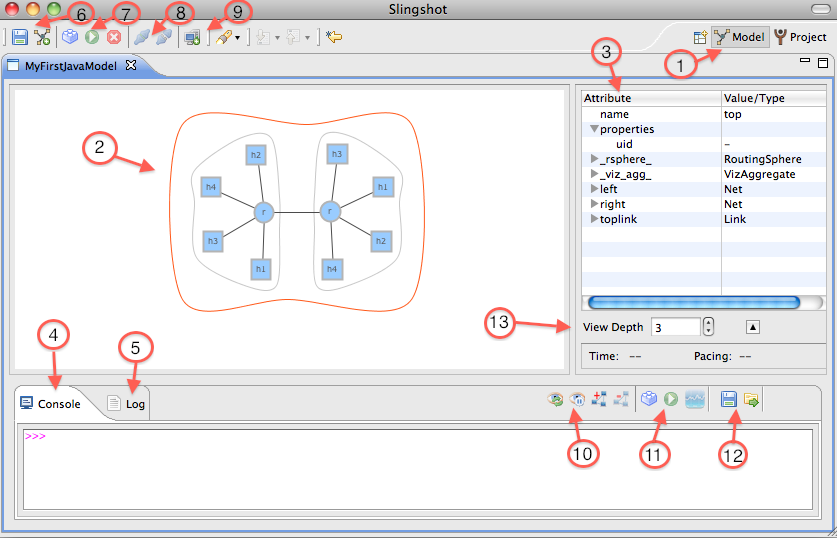 Slingshot
6 7 8 9
Model Project
1
MyFirstJavaModel
3
Attribute Value/Type
name top
properties
uid –
_rsphere_ RoutingSphere
_viz_agg_ VizAggregate
left Net
right Net
toplink Link
2
h2 h3
h4 h1
r r
h3 h2
h1 h4
13
View Depth 3
Time: -- Pacing: --
4 5
Console Log
10 11 12
>>>